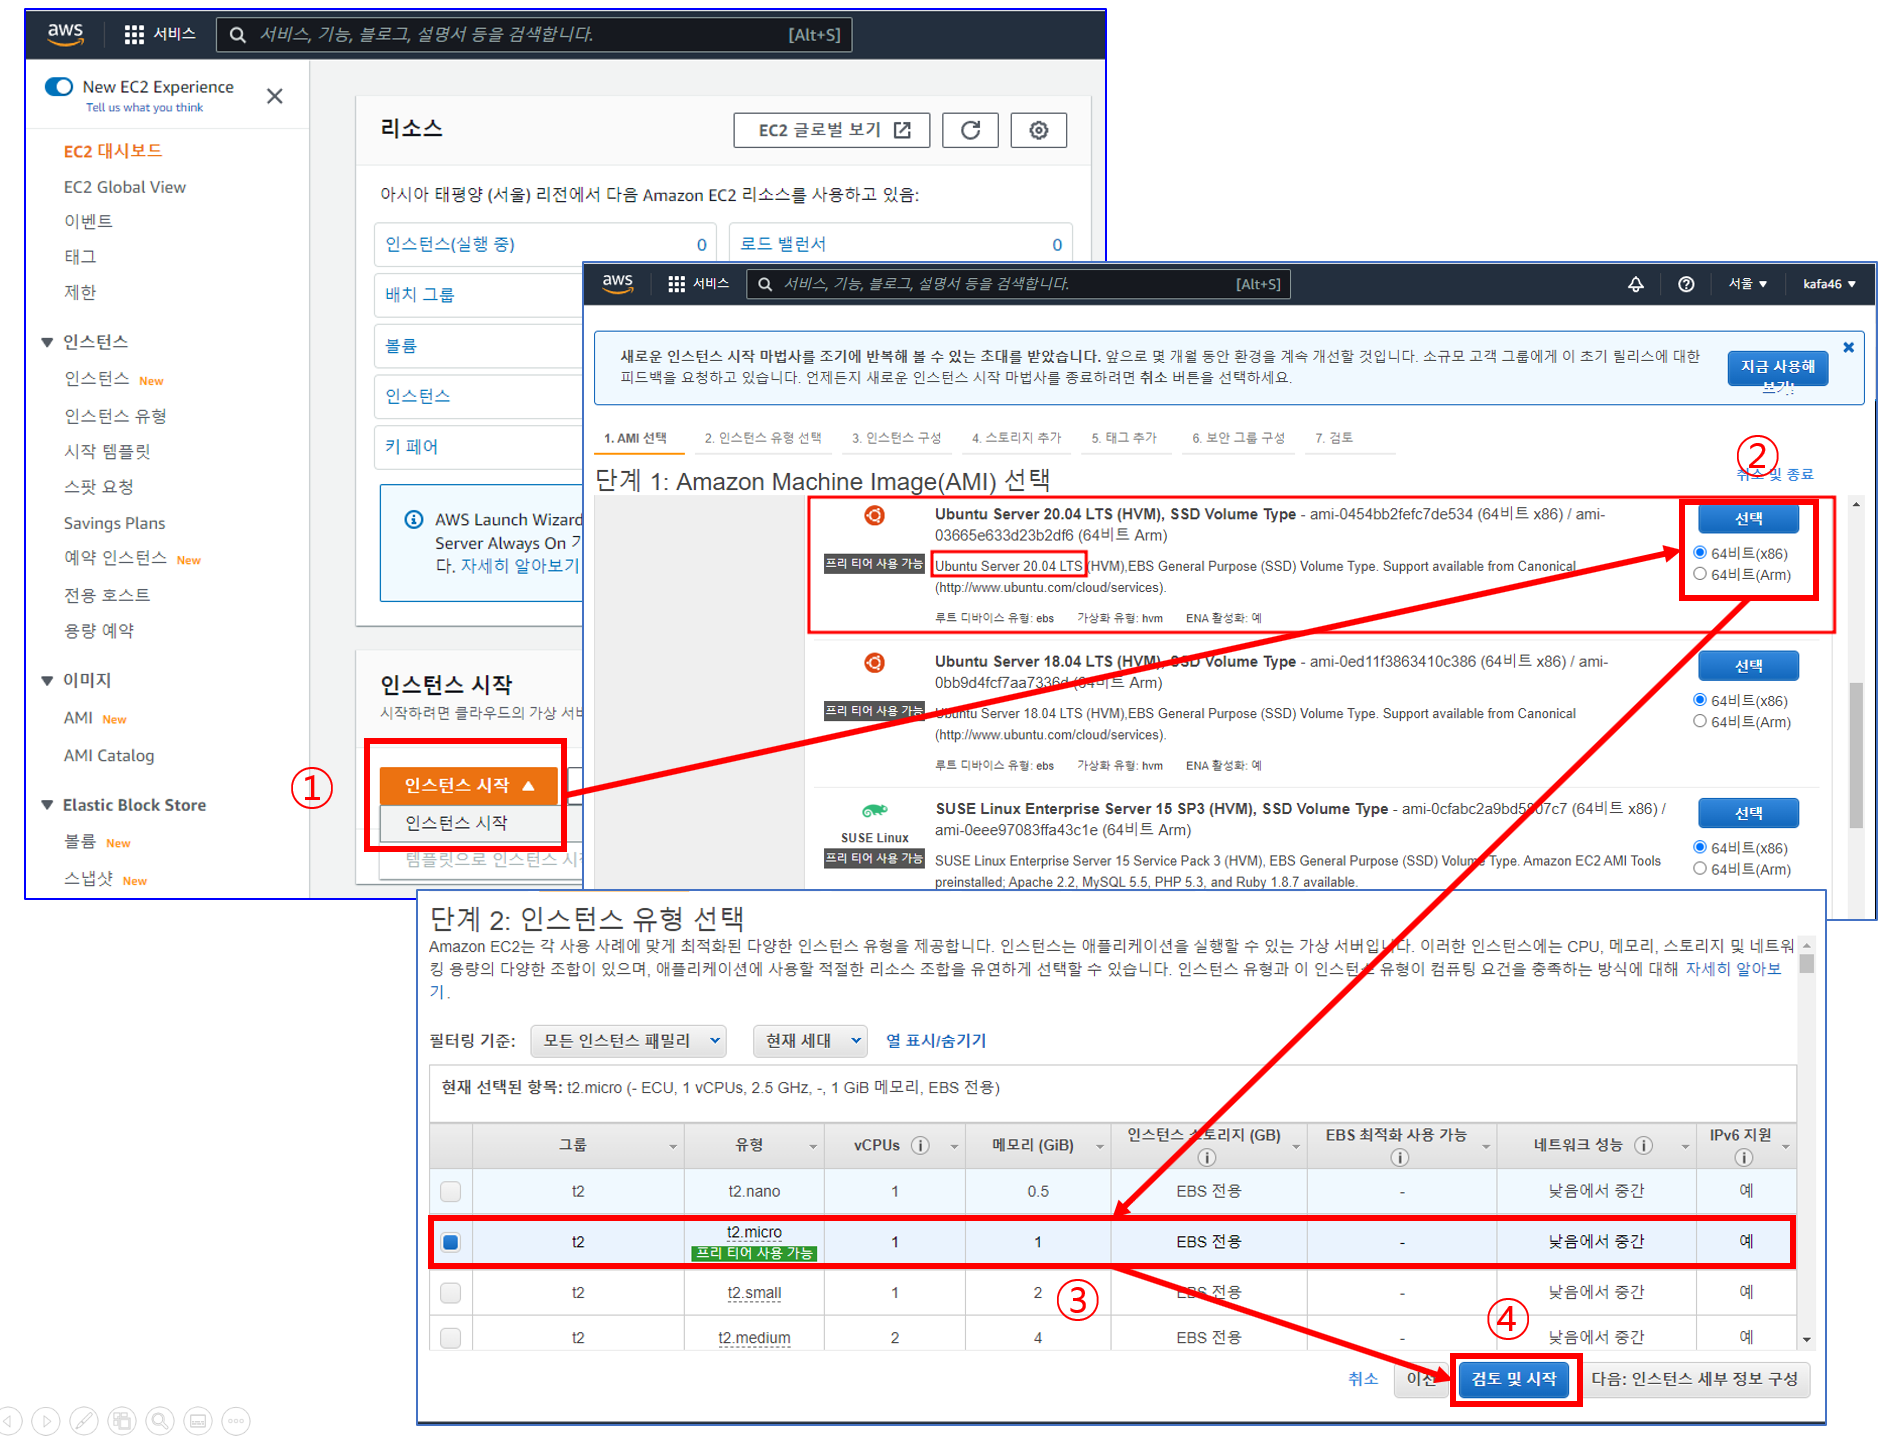 aws
서비스
서비스, 기능, 블로그, 설명서 등을 검색합니다.
[Alt+S]
New EC2 Experience
Tell us what you think
EC2 대시보드
EC2 Global View
이벤트
태그
제한
인스턴스
인스턴스 New
인스턴스 유형
시작 템플릿
스팟 요청
Savings Plans
예약 인스턴스 New
전용 호스트
용량 예약
이미지
AMI New
AMI Catalog
Elastic Block Store
볼륨 New
스냅샷 New
리소스
EC2 글로벌 보기
아시아 태평양 (서울) 리전에서 다음 Amazon EC2 리소스를 사용하고 있음:
인스턴스(실행 중) 0
로드 밸런서 0
배치 그룹
볼륨
인스턴스
키 페어
AWS Launch Wizard
Server Always On
다. 자세히 알아보기
인스턴스 시작
시작하려면 클라우드의 가상 서버
①
인스턴스 시작
인스턴스 시작
템플릿으로 인스턴스 시작
aws
서비스
서비스, 기능, 블로그, 설명서 등을 검색합니다.
[Alt+S]
서울
kafa46
새로운 인스턴스 시작 마법사를 조기에 반복해 볼 수 있는 초대를 받았습니다. 앞으로 몇 개월 동안 환경을 계속 개선할 것입니다. 소규모 고객 그룹에게 이 초기 릴리스에 대한
피드백을 요청하고 있습니다. 언제든지 새로운 인스턴스 시작 마법사를 종료하려면 취소 버튼을 선택하세요.
지금 사용해
보기!
1. AMI 선택
2. 인스턴스 유형 선택
3. 인스턴스 구성
4. 스토리지 추가
5. 태그 추가
6. 보안 그룹 구성
7. 검토
②
단계 1: Amazon Machine Image(AMI) 선택
취소 및 종료
Ubuntu Server 20.04 LTS (HVM), SSD Volume Type - ami-0454bb2fefc7de534 (64비트 x86) / ami-
03665e633d23b2df6 (64비트 Arm)
프리 티어 사용 가능
Ubuntu Server 20.04 LTS (HVM),EBS General Purpose (SSD) Volume Type. Support available from Canonical
(http://www.ubuntu.com/cloud/services).
루트 디바이스 유형: ebs 가상화 유형: hvm ENA 활성화: 예
선택
64비트(x86)
64비트(Arm)
Ubuntu Server 18.04 LTS (HVM), SSD Volume Type - ami-0ed11f3863410c386 (64비트 x86) / ami-
0bb9d4fcf7aa7336d (64비트 Arm)
프리 티어 사용 가능
Ubuntu Server 18.04 LTS (HVM),EBS General Purpose (SSD) Volume Type. Support available from Canonical
(http://www.ubuntu.com/cloud/services).
루트 디바이스 유형: ebs 가상화 유형: hvm ENA 활성화: 예
선택
64비트(x86)
64비트(Arm)
SUSE Linux
프리 티어 사용 가능
SUSE Linux Enterprise Server 15 SP3 (HVM), SSD Volume Type - (64비트 x86) /
ami-0eee97083ffa43c1e (64비트 Arm)
SUSE Linux Enterprise Server 15 Service Pack 3 (HVM), EBS General Purpose (SSD) Volume Type. Amazon EC2 AMI Tools
preinstalled; Apache 2.2, MySQL 5.5, PHP 5.3, and Ruby 1.8.7 available.
선택
64비트(x86)
64비트(Arm)
단계 2: 인스턴스 유형 선택
Amazon EC2는 각 사용 사례에 맞게 최적화된 다양한 인스턴스 유형을 제공합니다. 인스턴스는 애플리케이션을 실행할 수 있는 가상 서버입니다. 이러한 인스턴스에는 CPU, 메모리, 스토리지 및 네트워
킹 용량의 다양한 조합이 있으며, 애플리케이션에 사용할 적절한 리소스 조합을 유연하게 선택할 수 있습니다. 인스턴스 유형과 이 인스턴스 유형이 컴퓨팅 요건을 충족하는 방식에 대해 자세히 알아보
기.
필터링 기준: 모든 인스턴스 패밀리 현재 세대 열 표시/숨기기
현재 선택된 항목: t2.micro (- ECU, 1 vCPUs, 2.5 GHz, -, 1 GiB 메모리, EBS 전용)
그룹 유형 vCPUs 메모리 (GiB) 인스턴스 스토리지 (GB) EBS 최적화 사용 가능 네트워크 성능 IPv6 지원
t2 t2.nano 1 0.5 EBS 전용 - 낮음에서 중간 예
t2 t2.micro 프리 티어 사용 가능 1 1 EBS 전용 - 낮음에서 중간 예
t2 t2.small 1 2 EBS 전용 - 낮음에서 중간 예
t2 t2.medium 2 4 EBS 전용 - 낮음에서 중간 예
③
④
취소
이전
검토 및 시작
다음: 인스턴스 세부 정보 구성